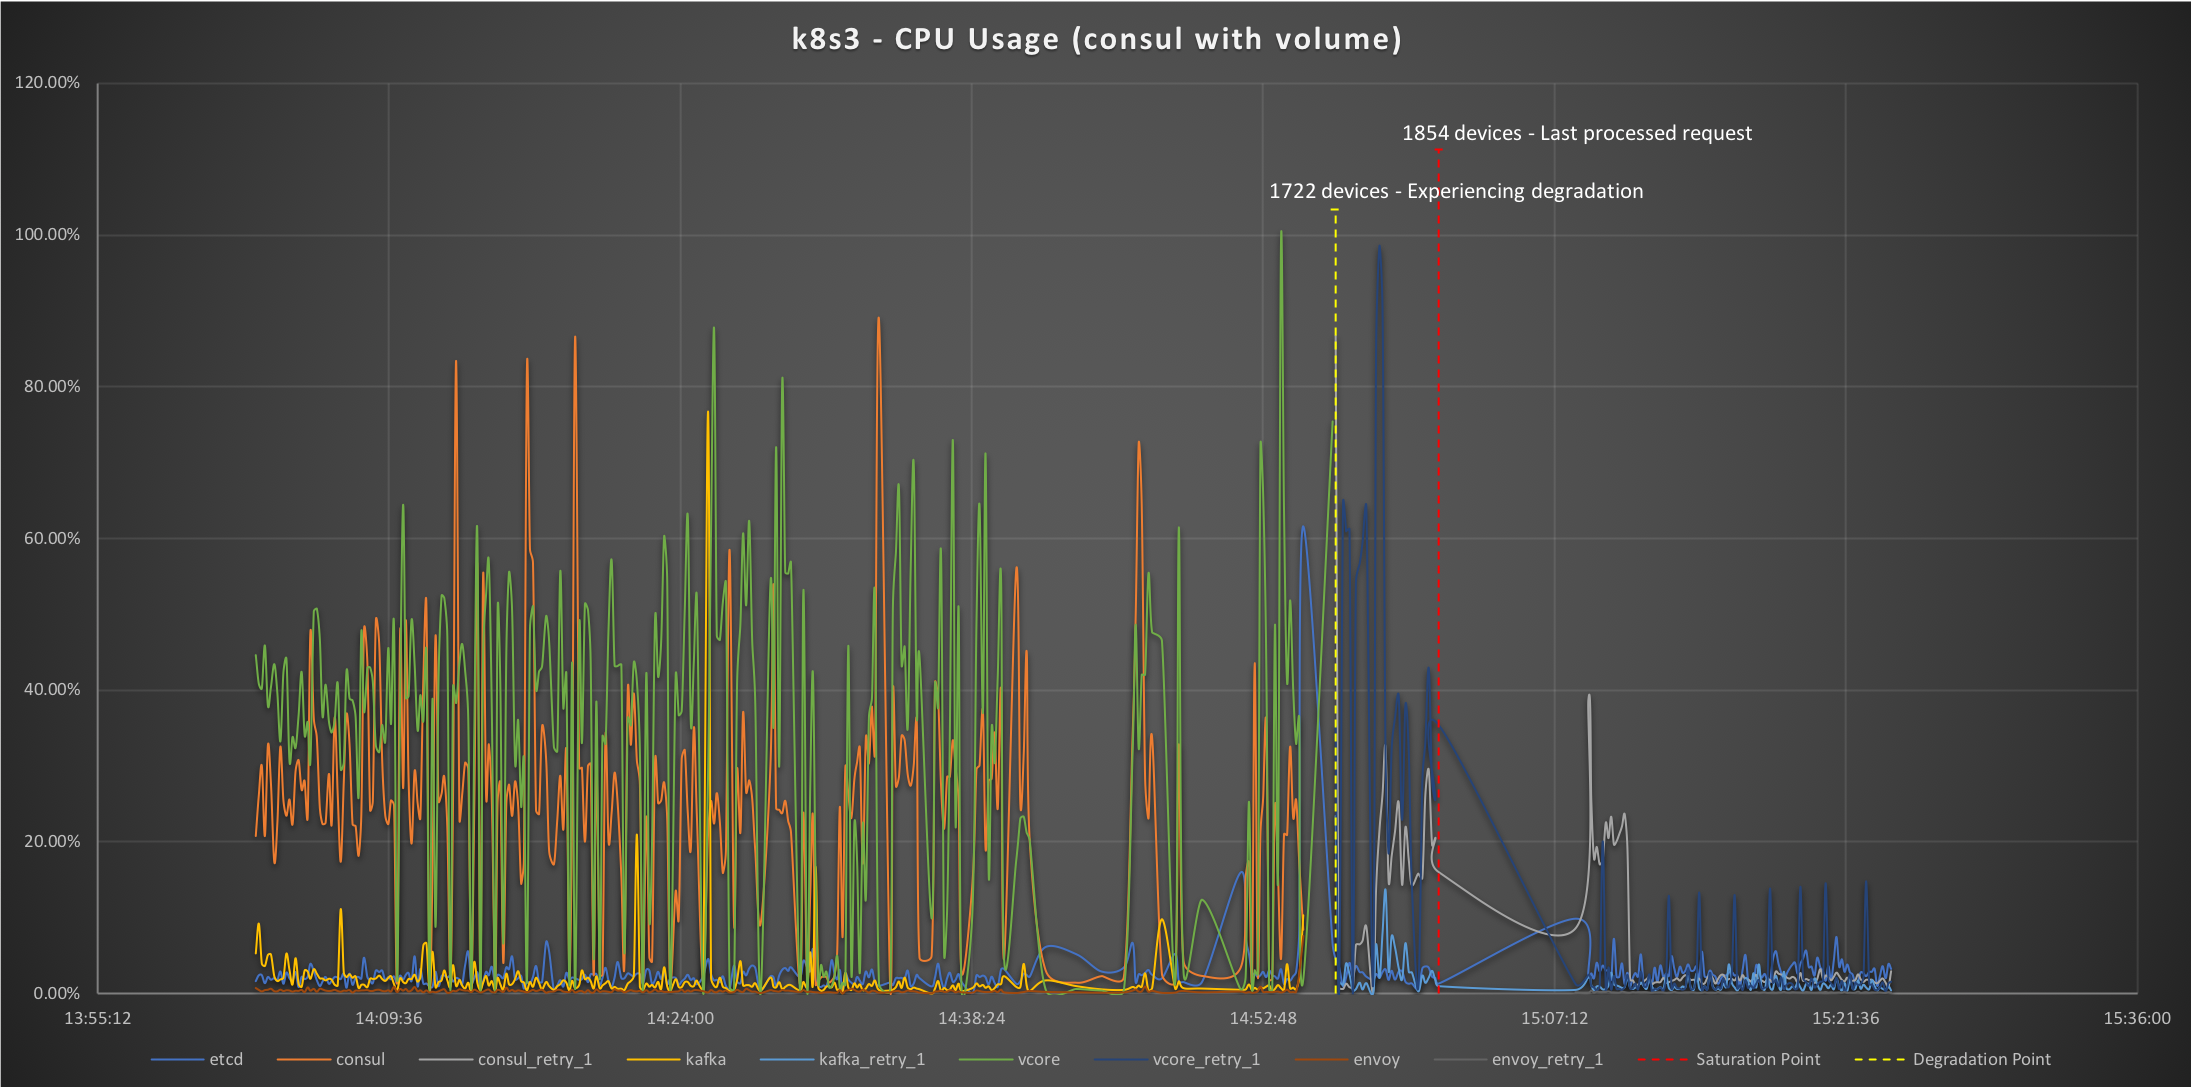 k8s3 - CPU Usage (consul with volume)
120.00%
1854 devices - Last processed request
1722 devices - Experiencing degradation
100.00%
80.00%
60.00%
40.00%
20.00%
0.00%
13:55:12 14:09:36 14:24:00 14:38:24 14:52:48 15:07:12 15:21:36 15:36:00
etcd consul consul_retry_1 kafka kafka_retry_1 vcore vcore_retry_1 envoy envoy_retry_1 Saturation Point Degradation Point